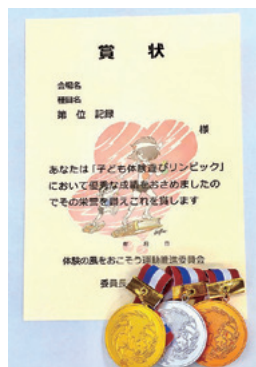 賞 状
会場名
種目名
第 位 記録
様
あなたは「子ども体験遊びリンピック」
において優秀な成績をおさめましたの
でその栄誉を讃えこれを賞します
年 月 日
体験の風をおこそう運動推進委員会
委員長